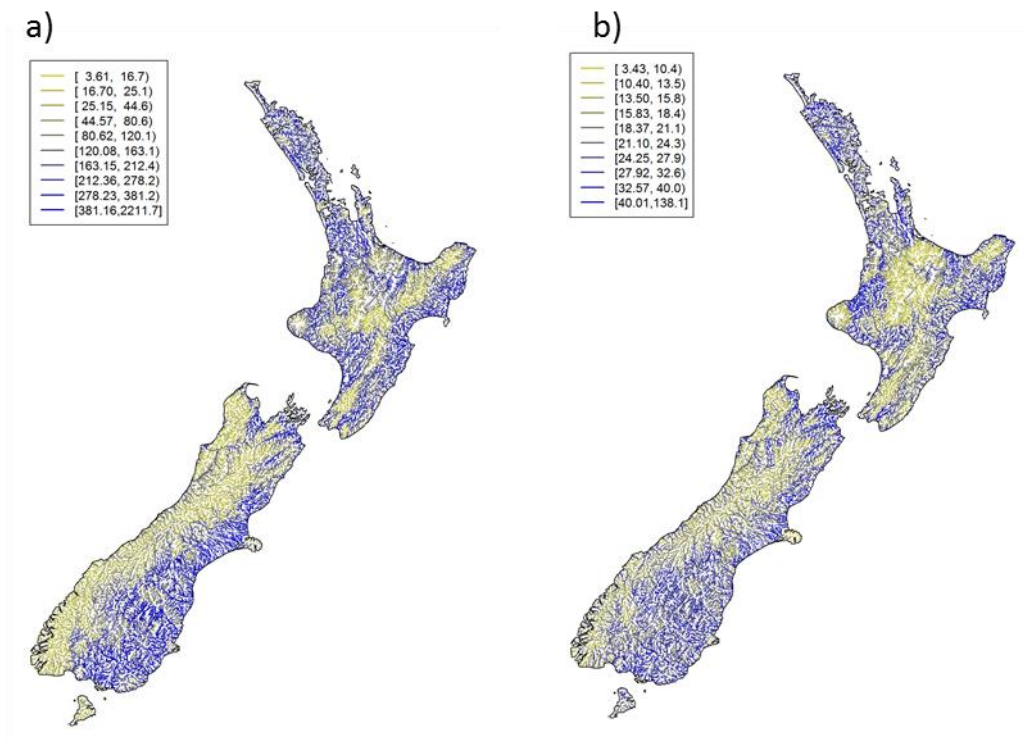 a)
[ 3.61, 16.7)
[ 16.70, 25.1)
[ 25.15, 44.6)
[ 44.57, 80.6)
[ 80.62, 120.1)
[120.08, 163.1)
[163.15, 212.4)
[212.36, 278.2)
[278.23, 381.2)
[381.16,2211.7]
b)
[ 3.43, 10.4)
[10.40, 13.5)
[13.50, 15.8)
[15.83, 18.4)
[18.37, 21.1)
[21.10, 24.3)
[24.25, 27.9)
[27.92, 32.6)
[32.57, 40.0)
[40.01,138.1]